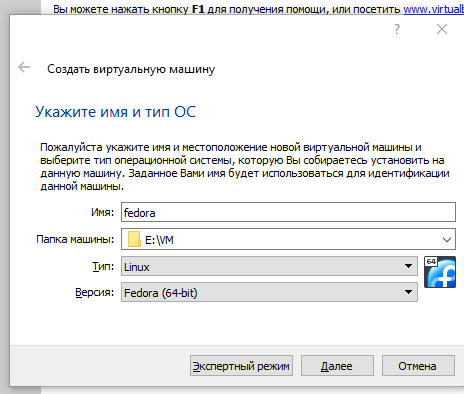 Вы можете нажать кнопку F1 для получения помощи, или посетить www.virtualb
?
Создать виртуальную машину
Укажите имя и тип ОС
Пожалуйста укажите имя и местоположение новой виртуальной машины и
выберите тип операционной системы, которую Вы собираетесь установить на
данную машину. Заданное Вами имя будет использоваться для идентификации
данной машины.
Имя: fedora
Папка машины: E:\VM
Тип: Linux
64
Версия: Fedora (64-bit)
Экспертный режим Далее Отмена